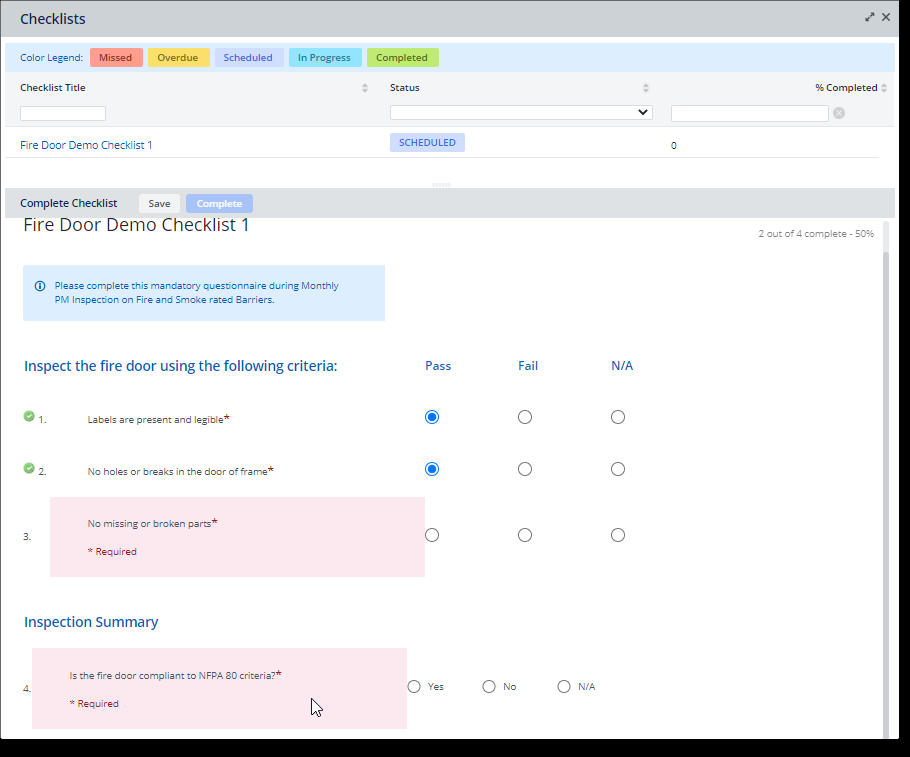 Checklists
Color Legend: Missed Overdue Scheduled In Progress Completed
Checklist Title Status % Completed
Fire Door Demo Checklist 1 SCHEDULED 0
Complete Checklist Save Complete
Fire Door Demo Checklist 1
2 out of 4 complete - 50%
Please complete this mandatory questionnaire during Monthly
PM Inspection on Fire and Smoke rated Barriers.
Inspect the fire door using the following criteria: Pass Fail N/A
1. Labels are present and legible*
2. No holes or breaks in the door of frame*
3. No missing or broken parts*
* Required
Inspection Summary
4. Is the fire door compliant to NFPA 80 criteria?* Yes No N/A
* Required